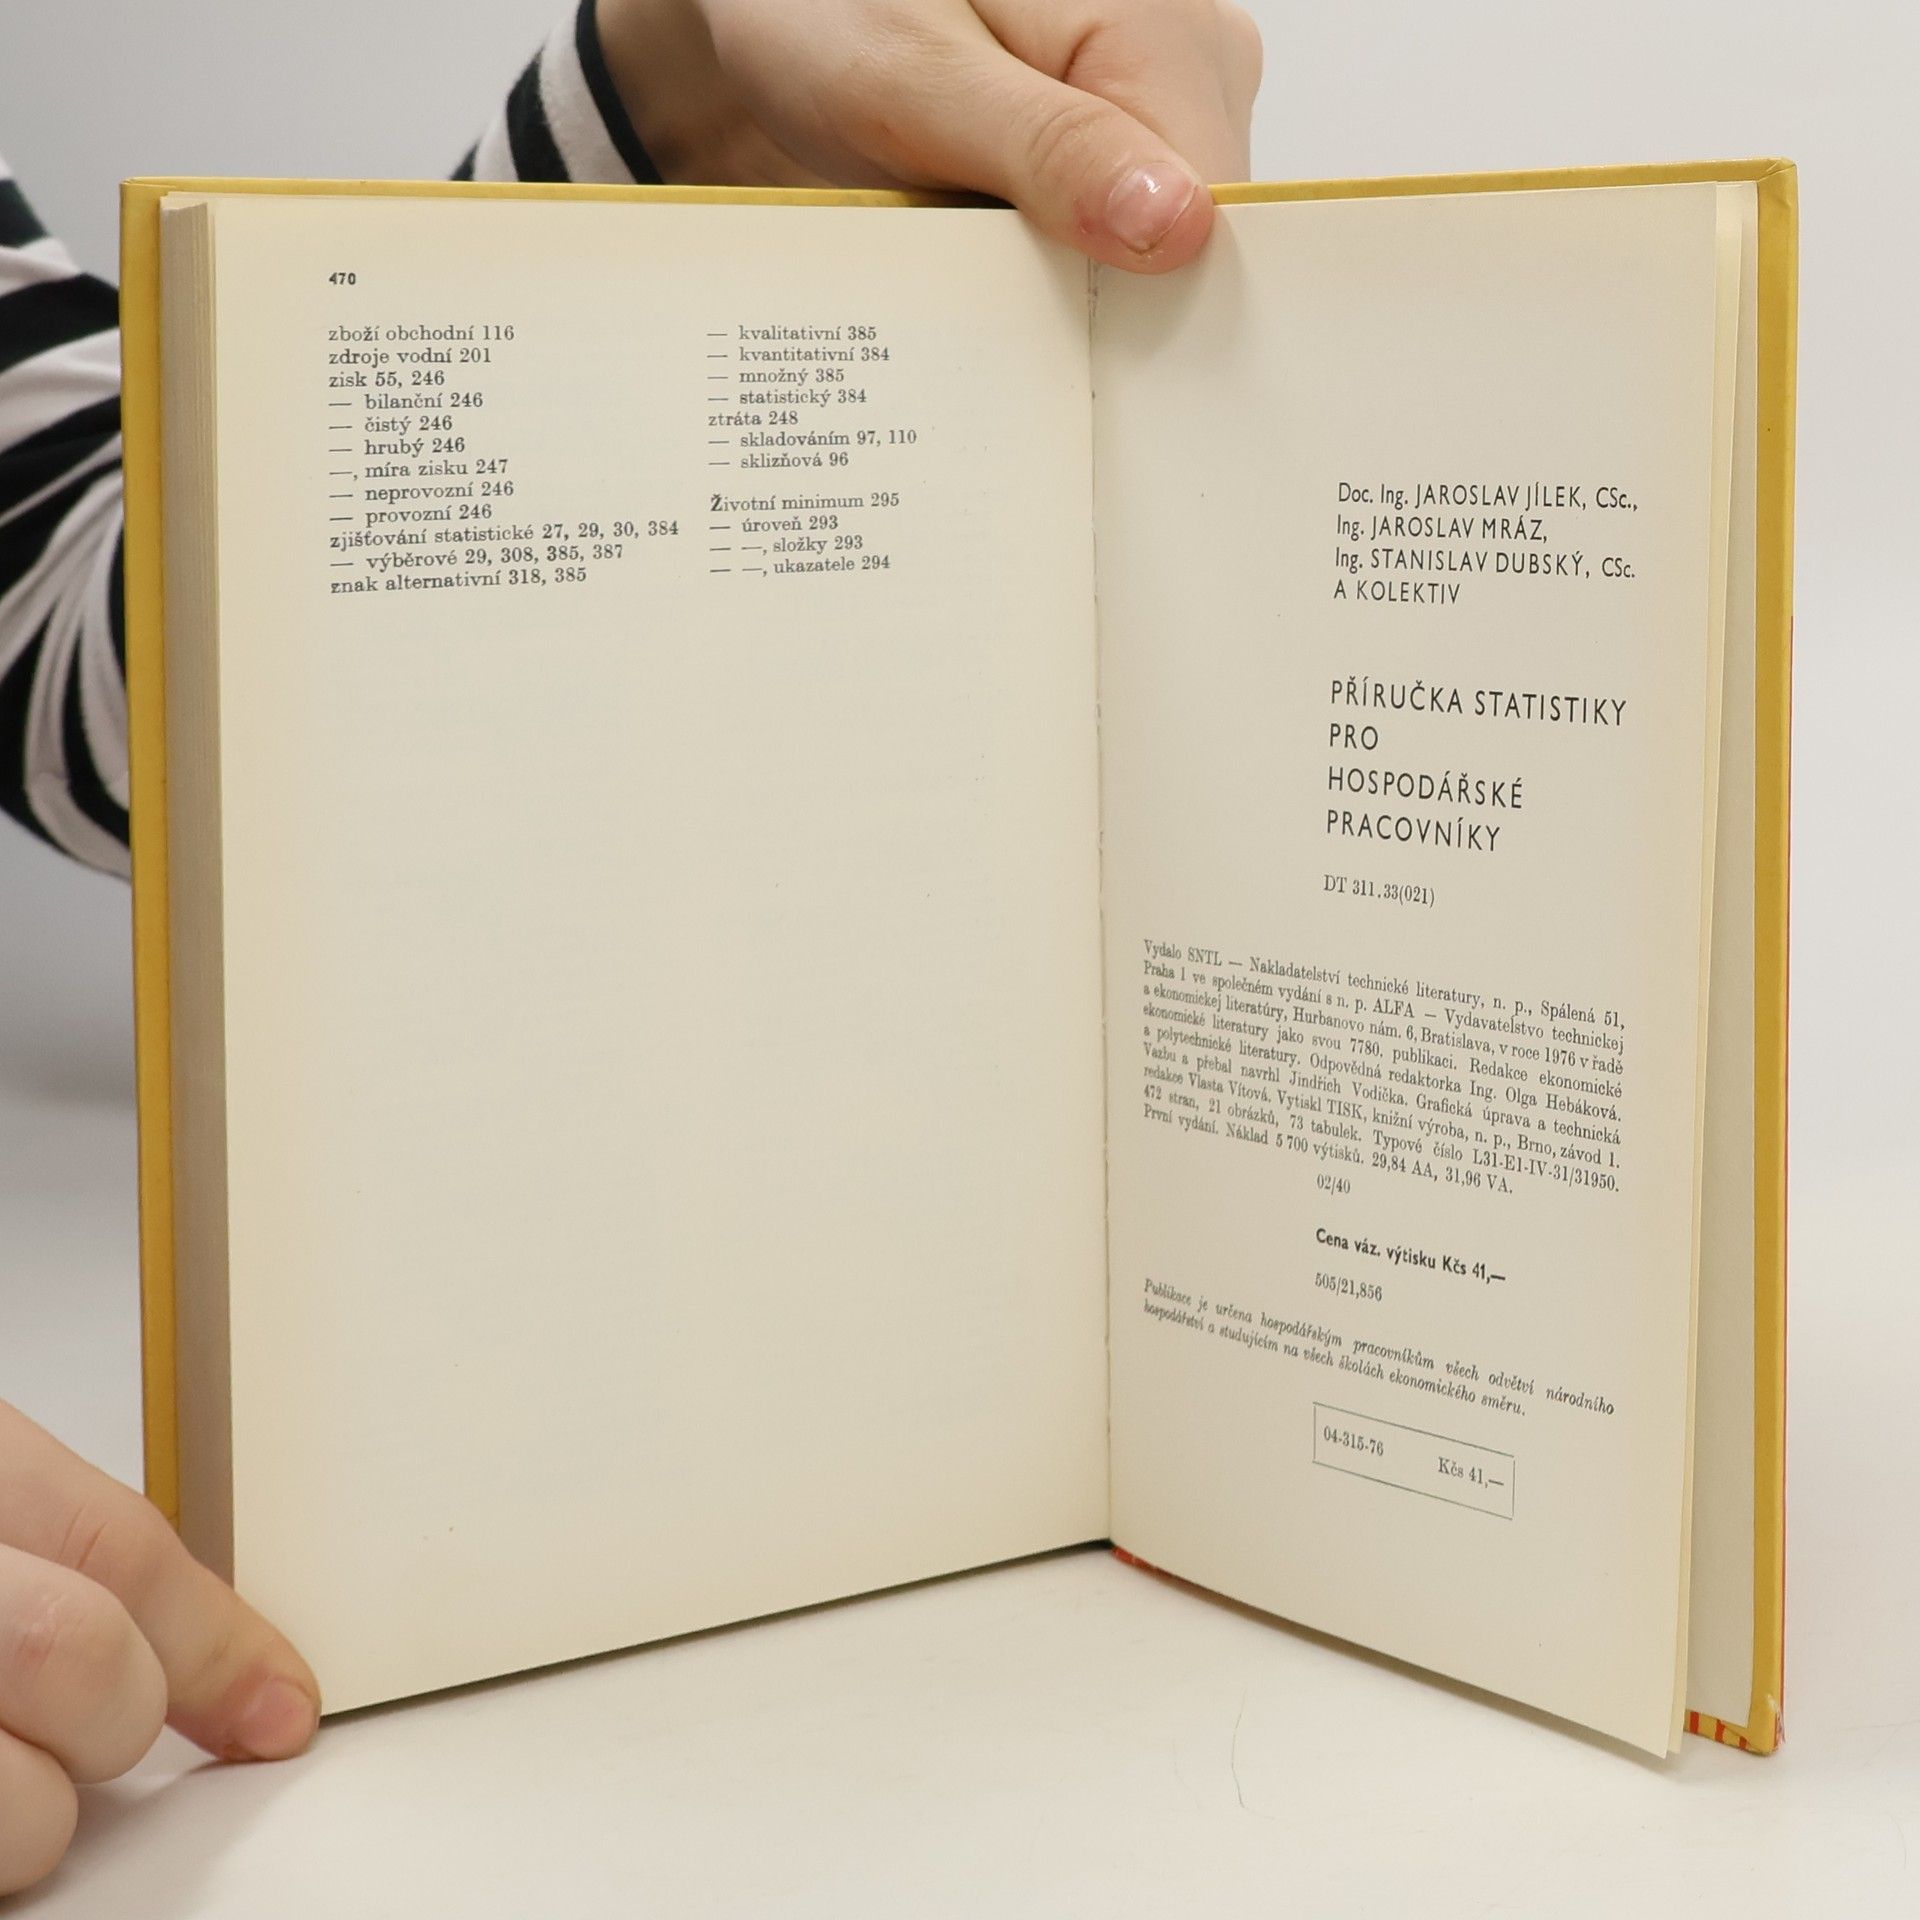 470
zboží obchodní 116
zdroje vodní 201
zisk 55, 246
— bilanční 246
— čistý 246
— hrubý 246
—, míra zisku 247
— neprovozní 246
— provozní 246
zjišťování statistické 27, 29, 30, 384
— výběrové 29, 308, 385, 387
znak alternativní 318, 385
— kvalitativní 385
— kvantitativní 384
— množný 385
— statistický 384
ztráta 248
— skladováním 97, 110
— sklizňová 96
Životní minimum 295
— úroveň 293
— —, složky 293
— —, ukazatele 294
Doc. Ing. JAROSLAV JÍLEK, CSc.,
Ing. JAROSLAV MRÁZ,
Ing. STANISLAV DUBSKÝ, CSc.
A KOLEKTIV
PŘÍRUČKA STATISTIKY
PRO
HOSPODÁŘSKÉ
PRACOVNÍKY
DT 311.33(021)
Vydalo SNTL — Nakladatelství technické literatury, n. p., Spálená 51,
Praha 1 ve společném vydání s n. p. ALFA — Vydavateľstvo technickej
a ekonomickej literatúry, Hurbanovo nám. 6, Bratislava, v roce 1976 v řadě
ekonomické literatury jako svou 7780. publikaci. Redakce ekonomické
a polytechnické literatury. Odpovědná redaktorka Ing. Olga Hebáková.
Vazbu a přebal navrhl Jindřich Vodička. Grafická úprava a technická
redakce Vlasta Vítová. Vytiskl TISK, knižní výroba, n. p., Brno, závod 1.
472 stran, 21 obrázků, 73 tabulek. Typové číslo L31-E1-IV-31/31950.
První vydání. Náklad 5 700 výtisků. 29,84 AA, 31,96 VA.
02/40
Cena váz. výtisku Kčs 41,—
505/21,856
Publikace je určena hospodářským pracovníkům všech odvětví národního
hospodářství a studujícím na všech školách ekonomického směru.
04-315-76 Kčs 41,—